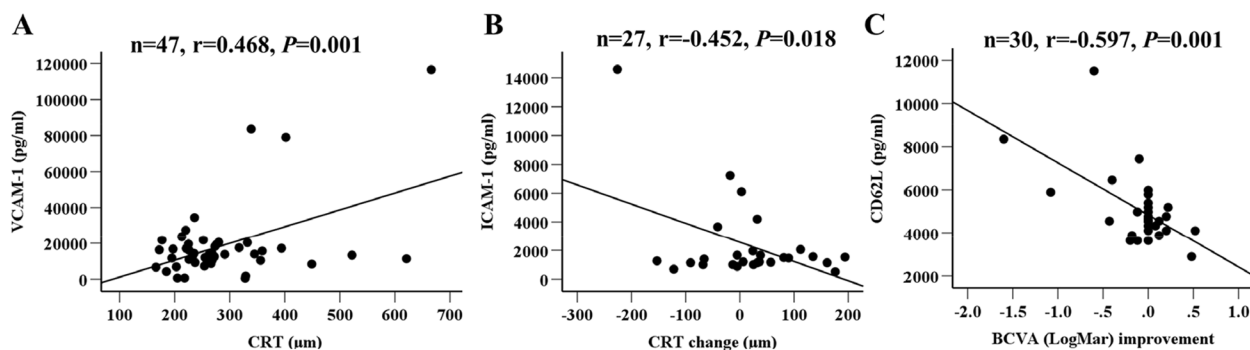 A
n=47, r=0.468, P=0.001
VCAM-1 (pg/ml)
120000
100000
80000
60000
40000
20000
0
100 200 300 400 500 600 700
CRT (µm)
B
n=27, r=-0.452, P=0.018
ICAM-1 (pg/ml)
14000
12000
10000
8000
6000
4000
2000
0
-300 -200 -100 0 100 200
CRT change (µm)
C
n=30, r=-0.597, P=0.001
CD62L (pg/ml)
12000
10000
8000
6000
4000
2000
-2.0 -1.5 -1.0 -.5 .0 .5 1.0
BCVA (LogMar) improvement